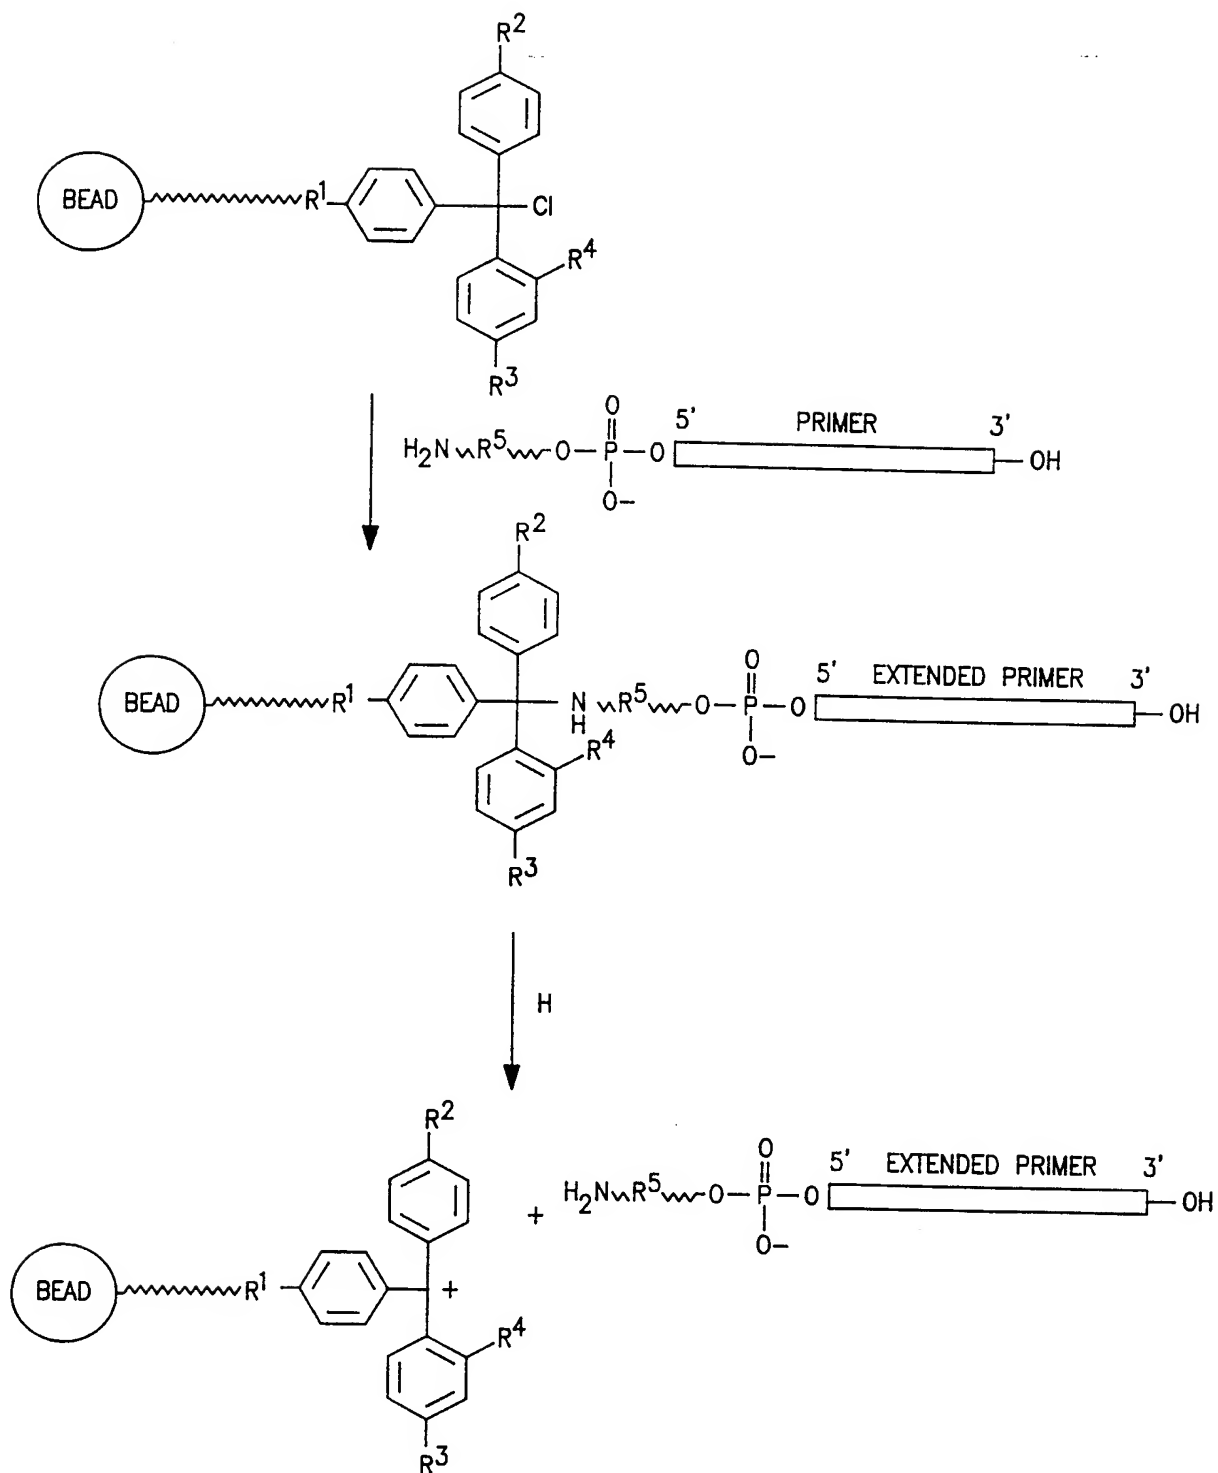 R2
BEAD
R1
Cl
R4
R3
O
5' PRIMER 3'
H2N R5 O-P-O OH
O-
R2
O
5' EXTENDED PRIMER 3'
BEAD R1 N R5 O-P-O OH
H
R4
O-
R3
H
R2
O
5' EXTENDED PRIMER 3'
+ H2N R5 O-P-O OH
O-
BEAD R1 +
R4
R3